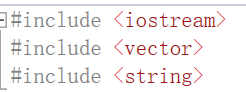 #include <iostream>
#include <vector>
#include <string>